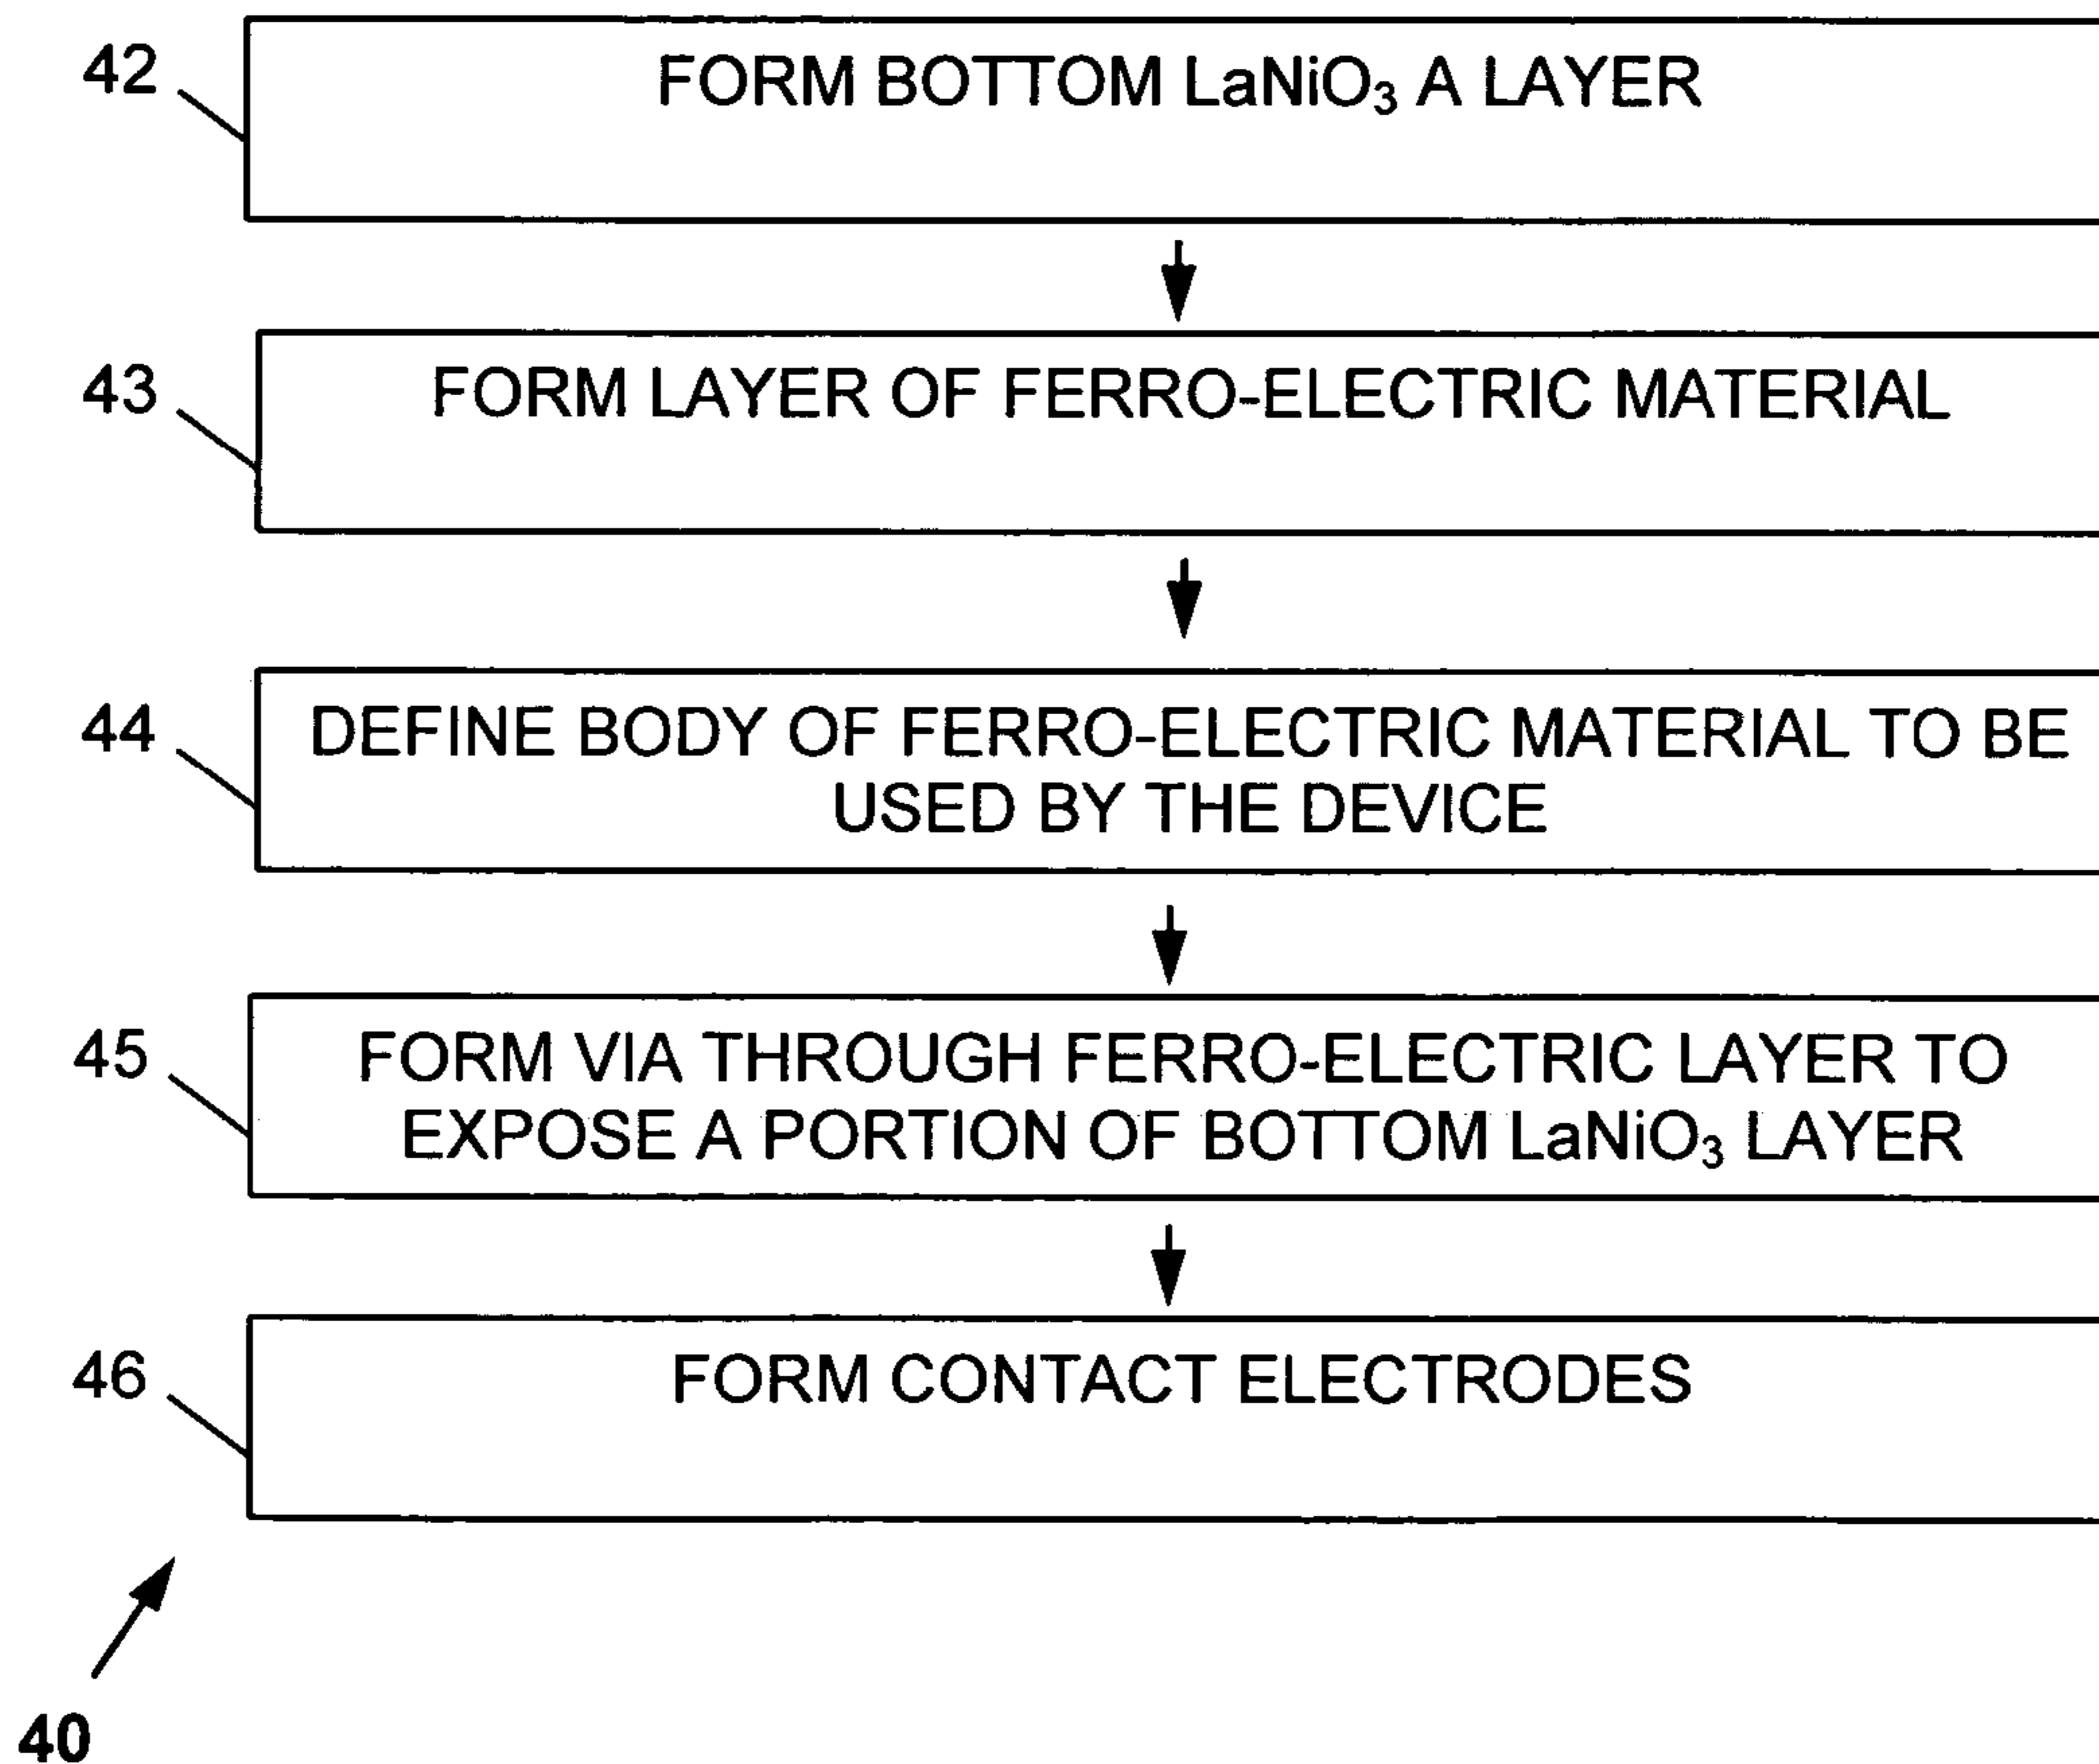 42
FORM BOTTOM LaNiO₃ A LAYER
43
FORM LAYER OF FERRO-ELECTRIC MATERIAL
44
DEFINE BODY OF FERRO-ELECTRIC MATERIAL TO BE
USED BY THE DEVICE
45
FORM VIA THROUGH FERRO-ELECTRIC LAYER TO
EXPOSE A PORTION OF BOTTOM LaNiO₃ LAYER
46
FORM CONTACT ELECTRODES
40